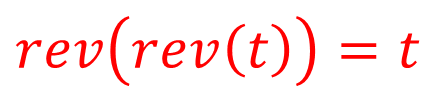 rev(rev(t)) = t